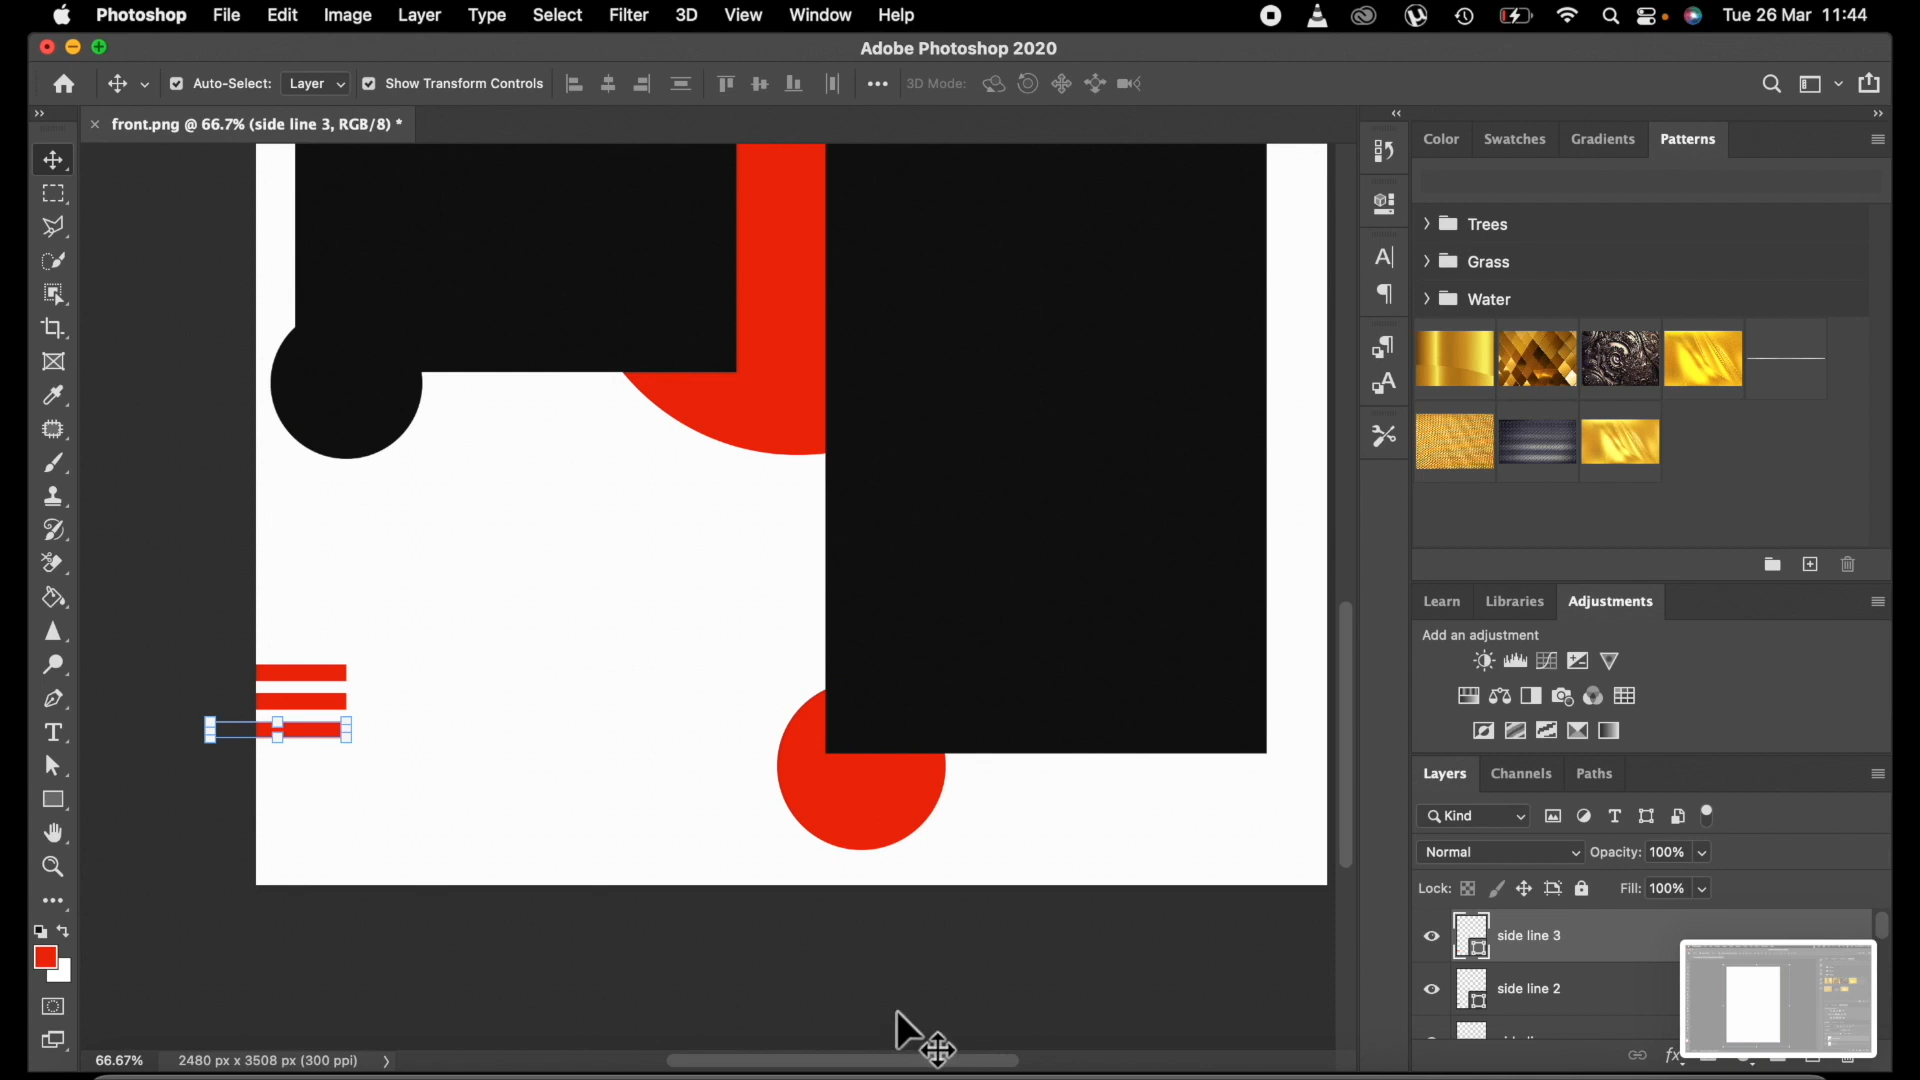 Photoshop File Edit Image Layer Type Select Filter 3D View Window Help Tue 26 Mar 11:44
Adobe Photoshop 2020
Auto-Select: Layer Show Transform Controls 3D Mode:
front.png @ 66.7% (side line 3, RGB/8) *
Color Swatches Gradients Patterns
Trees
Grass
Water
Learn Libraries Adjustments
Add an adjustment
Layers Channels Paths
Kind
Normal Opacity: 100%
Lock: Fill: 100%
side line 3
side line 2
66.67% 2480 px x 3508 px (300 ppi)